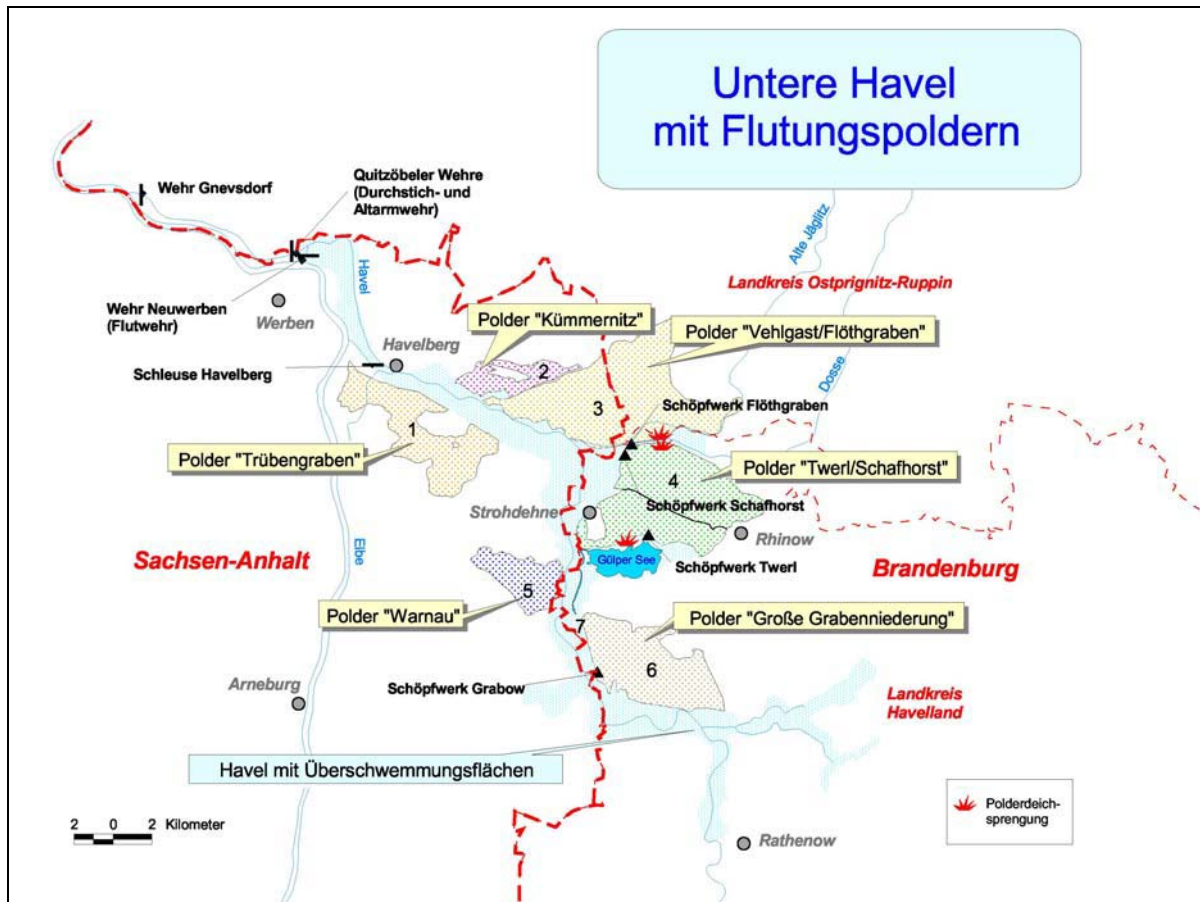 Untere Havel
mit Flutungspoldern
Wehr Gnevsdorf
Quitzöbeler Wehre
(Durchstich- und
Altarmwehr)
Alte Jäglitz
Landkreis Ostprignitz-Ruppin
Havel
Wehr Neuwerben
(Flutwehr)
Werben
Polder "Kümmernitz"
Polder "Vehlgast/Flöthgraben"
Havelberg
Dosse
Schleuse Havelberg
2
3
Schöpfwerk Flöthgraben
1
Polder "Trübengraben"
Polder "Twerl/Schafhorst"
4
Schöpfwerk Schafhorst
Strohdehne
Rhinow
Elbe
Sachsen-Anhalt
Gülper See
Schöpfwerk Twerl
Brandenburg
5
Polder "Warnau"
Polder "Große Grabenniederung"
7
6
Schöpfwerk Grabow
Arneburg
Landkreis
Havelland
Havel mit Überschwemmungsflächen
Polderdeich-
sprengung
2 0 2 Kilometer
Rathenow